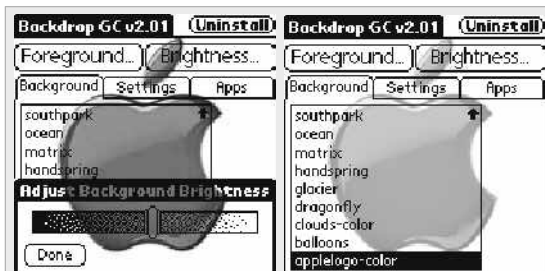 Backdrop GC v2.01 Uninstall
Foreground... Brightness...
Background Settings Apps
southpark
ocean
matrix
handspring
Adjust Background Brightness
Done
Backdrop GC v2.01 Uninstall
Foreground... Brightness...
Background Settings Apps
southpark
ocean
matrix
handspring
glacier
dragonfly
clouds-color
balloons
applelogo-color